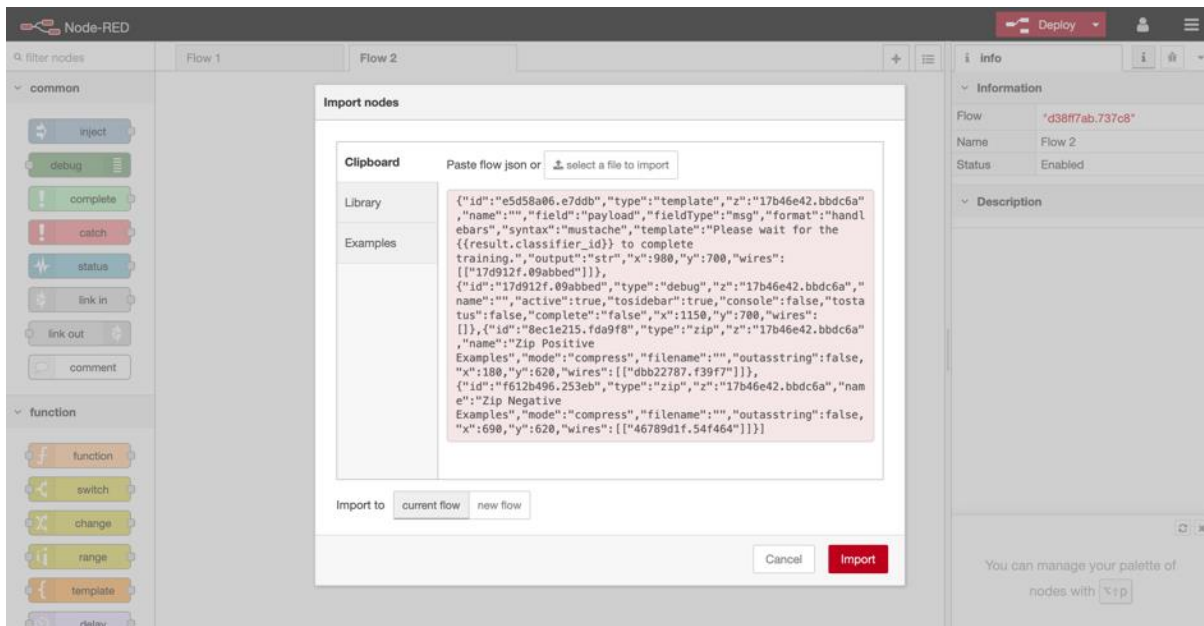 Node-RED
Deploy
filter nodes
Flow 1
Flow 2
i info
i
common
Import nodes
Information
Flow
"d38ff7ab.737c8"
Name
Flow 2
Status
Enabled
Description
inject
debug
complete
catch
status
link in
link out
comment
function
function
switch
change
range
template
delay
Clipboard
Paste flow json or select a file to import
Library
Examples
{"id":"e5d58a06.e7ddb","type":"template","z":"17b46e42.bbdc6a"
,"name":"","field":"payload","fieldType":"msg","format":"handl
ebars","syntax":"mustache","template":"Please wait for the
{{result.classifier_id}} to complete
training.","output":"str","x":980,"y":700,"wires":
[["17d912f.09abbed"]]},
{"id":"17d912f.09abbed","type":"debug","z":"17b46e42.bbdc6a","
name":"","active":true,"tosidebar":true,"console":false,"tosta
tus":false,"complete":"false","x":1150,"y":700,"wires":
[]},{"id":"8ec1e215.fda9f8","type":"zip","z":"17b46e42.bbdc6a"
,"name":"Zip Positive
Examples","mode":"compress","filename":"","outasstring":false,
"x":180,"y":620,"wires":[["dbb22787.f39f7"]]},
{"id":"f612b496.253eb","type":"zip","z":"17b46e42.bbdc6a","nam
e":"Zip Negative
Examples","mode":"compress","filename":"","outasstring":false,
"x":690,"y":620,"wires":[["46789d1f.54f464"]]}]
Import to current flow new flow
Cancel
Import
You can manage your palette of
nodes with ⌥⇧p